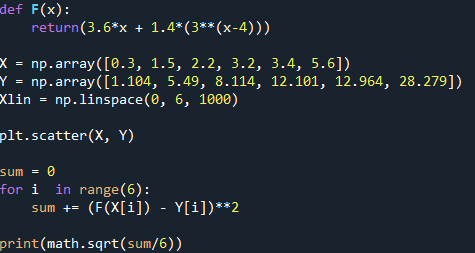 def F(x):
    return(3.6*x + 1.4*(3**(x-4)))
X = np.array([0.3, 1.5, 2.2, 3.2, 3.4, 5.6])
Y = np.array([1.104, 5.49, 8.114, 12.101, 12.964, 28.279])
Xlin = np.linspace(0, 6, 1000)
plt.scatter(X, Y)
sum = 0
for i  in range(6):
    sum += (F(X[i]) - Y[i])**2
print(math.sqrt(sum/6))